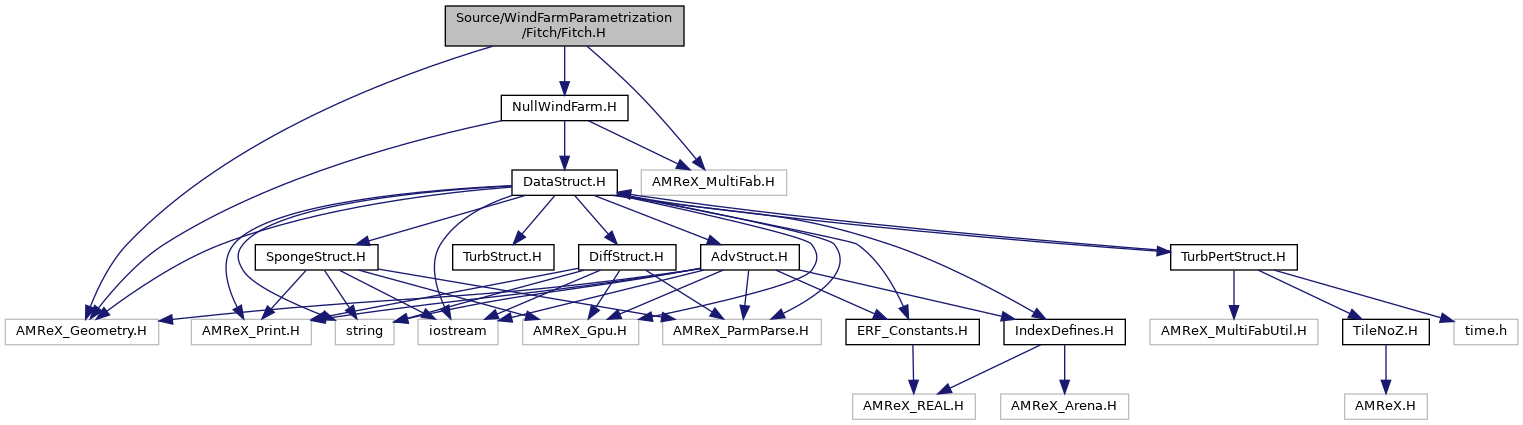 Source/WindFarmParametrization
/Fitch/Fitch.H
NullWindFarm.H
DataStruct.H
AMReX_MultiFab.H
SpongeStruct.H
TurbStruct.H
DiffStruct.H
AdvStruct.H
TurbPertStruct.H
AMReX_Geometry.H
AMReX_Print.H
string
iostream
AMReX_Gpu.H
AMReX_ParmParse.H
ERF_Constants.H
IndexDefines.H
AMReX_MultiFabUtil.H
TileNoZ.H
time.h
AMReX_REAL.H
AMReX_Arena.H
AMReX.H